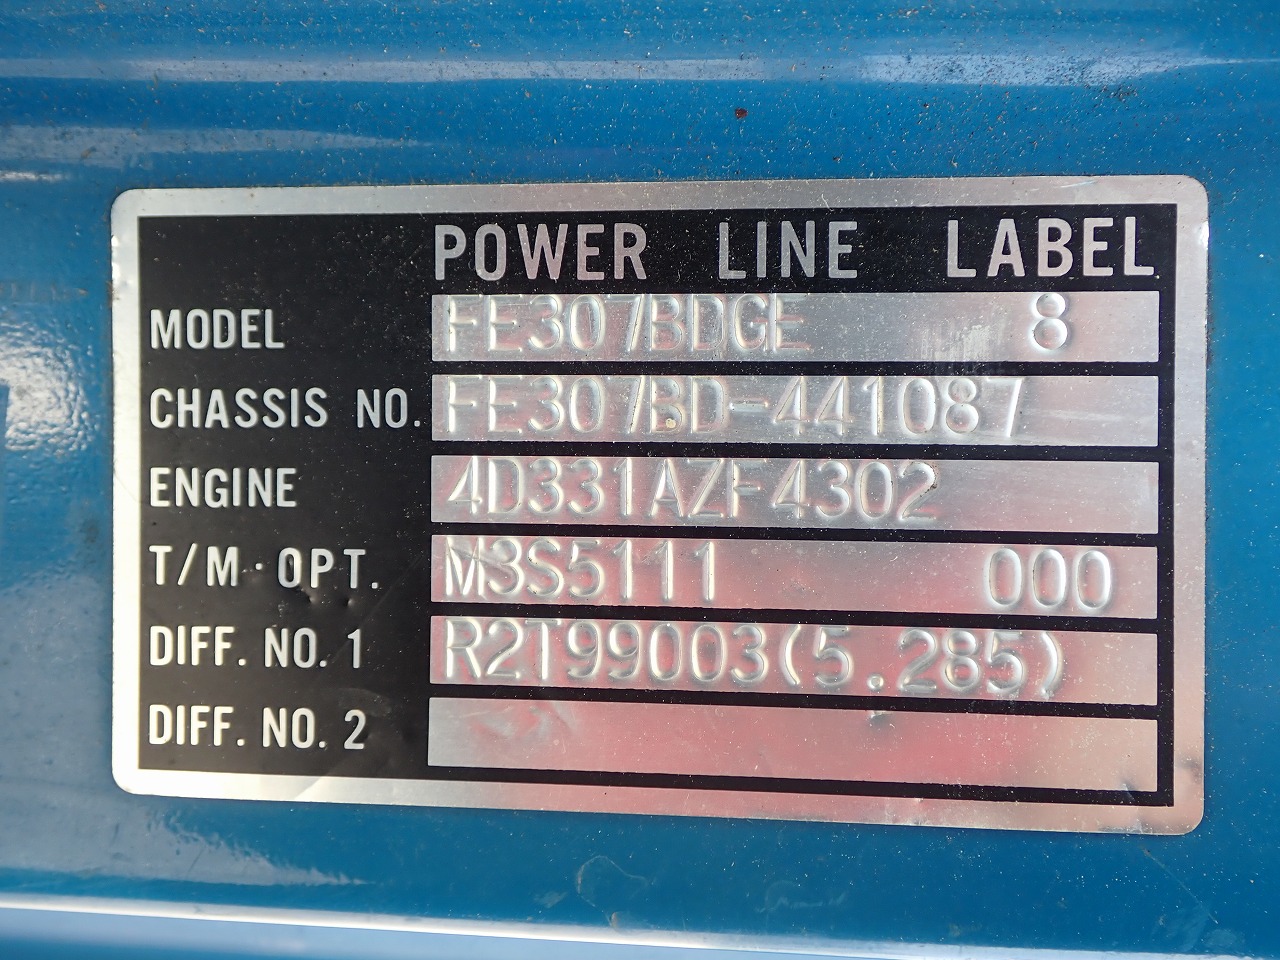 POWER LINE LABEL
MODEL FE307BDGE 8
CHASSIS NO. FE307BD-441087
ENGINE 4D331AZF4302
T/M·OPT. M3S5111 000
DIFF. NO. 1 R2T99003(5.285)
DIFF. NO. 2